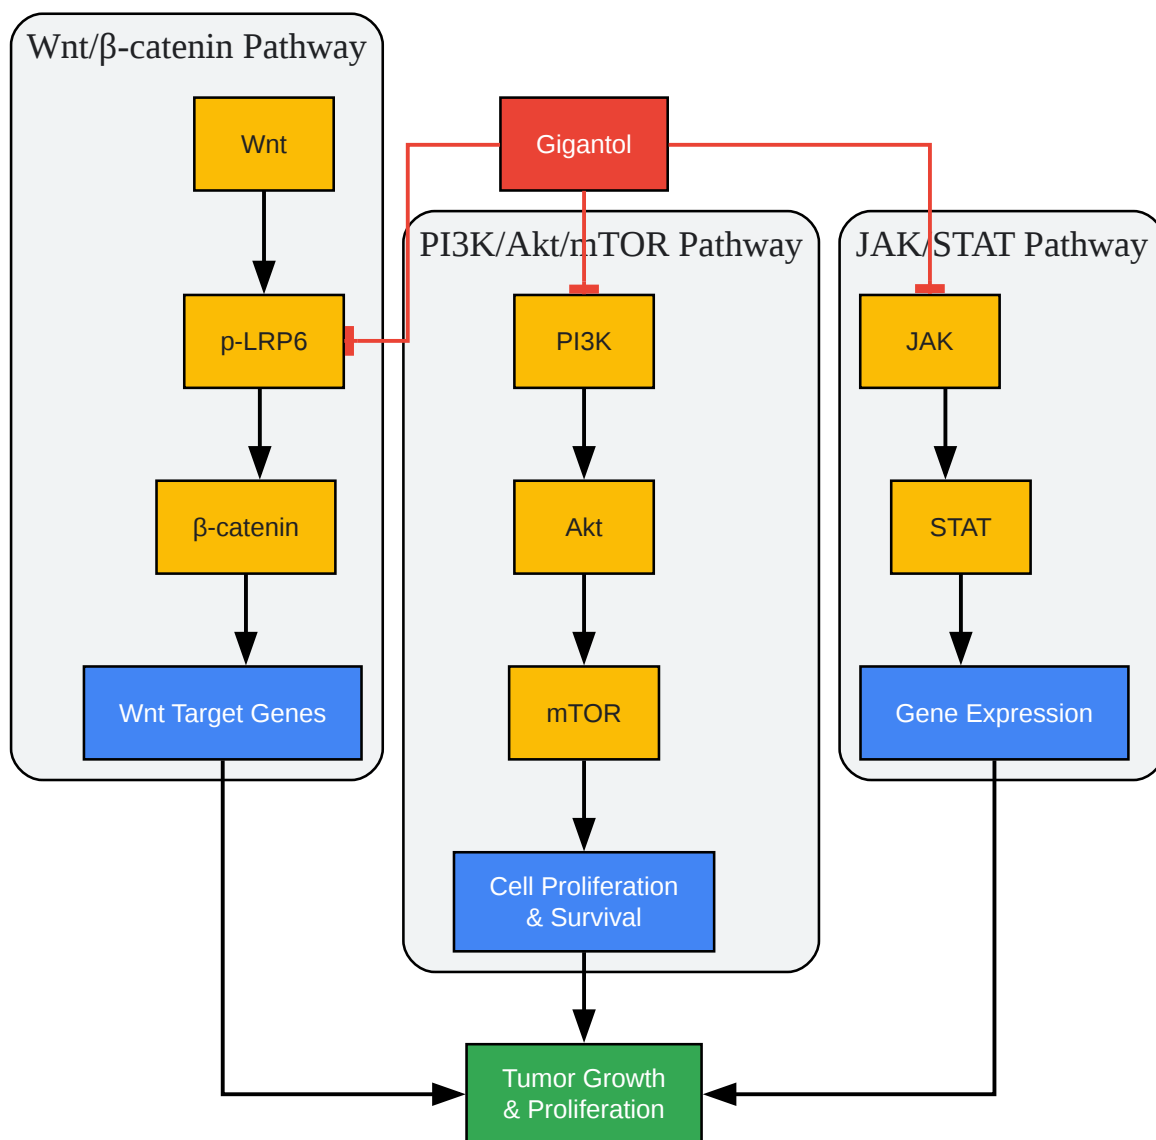 Wnt/β-catenin Pathway
Wnt
Gigantol
PI3K/Akt/mTOR Pathway
JAK/STAT Pathway
p-LRP6
PI3K
JAK
β-catenin
Akt
STAT
Wnt Target Genes
mTOR
Gene Expression
Cell Proliferation
& Survival
Tumor Growth
& Proliferation